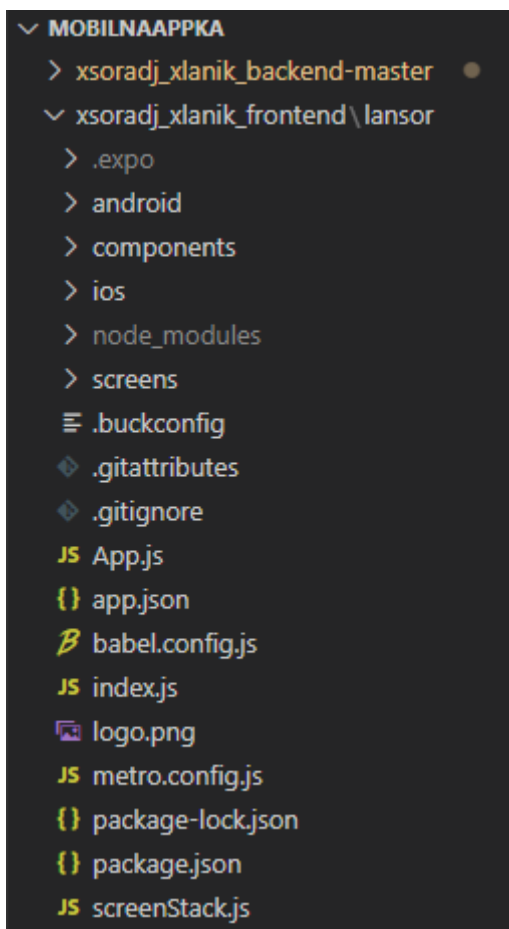 MOBILNAAPPKA
xsoradj_xlanik_backend-master
xsoradj_xlanik_frontend\lansor
.expo
android
components
ios
node_modules
screens
.buckconfig
.gitattributes
.gitignore
JS App.js
{} app.json
babel.config.js
JS index.js
logo.png
JS metro.config.js
{} package-lock.json
{} package.json
JS screenStack.js